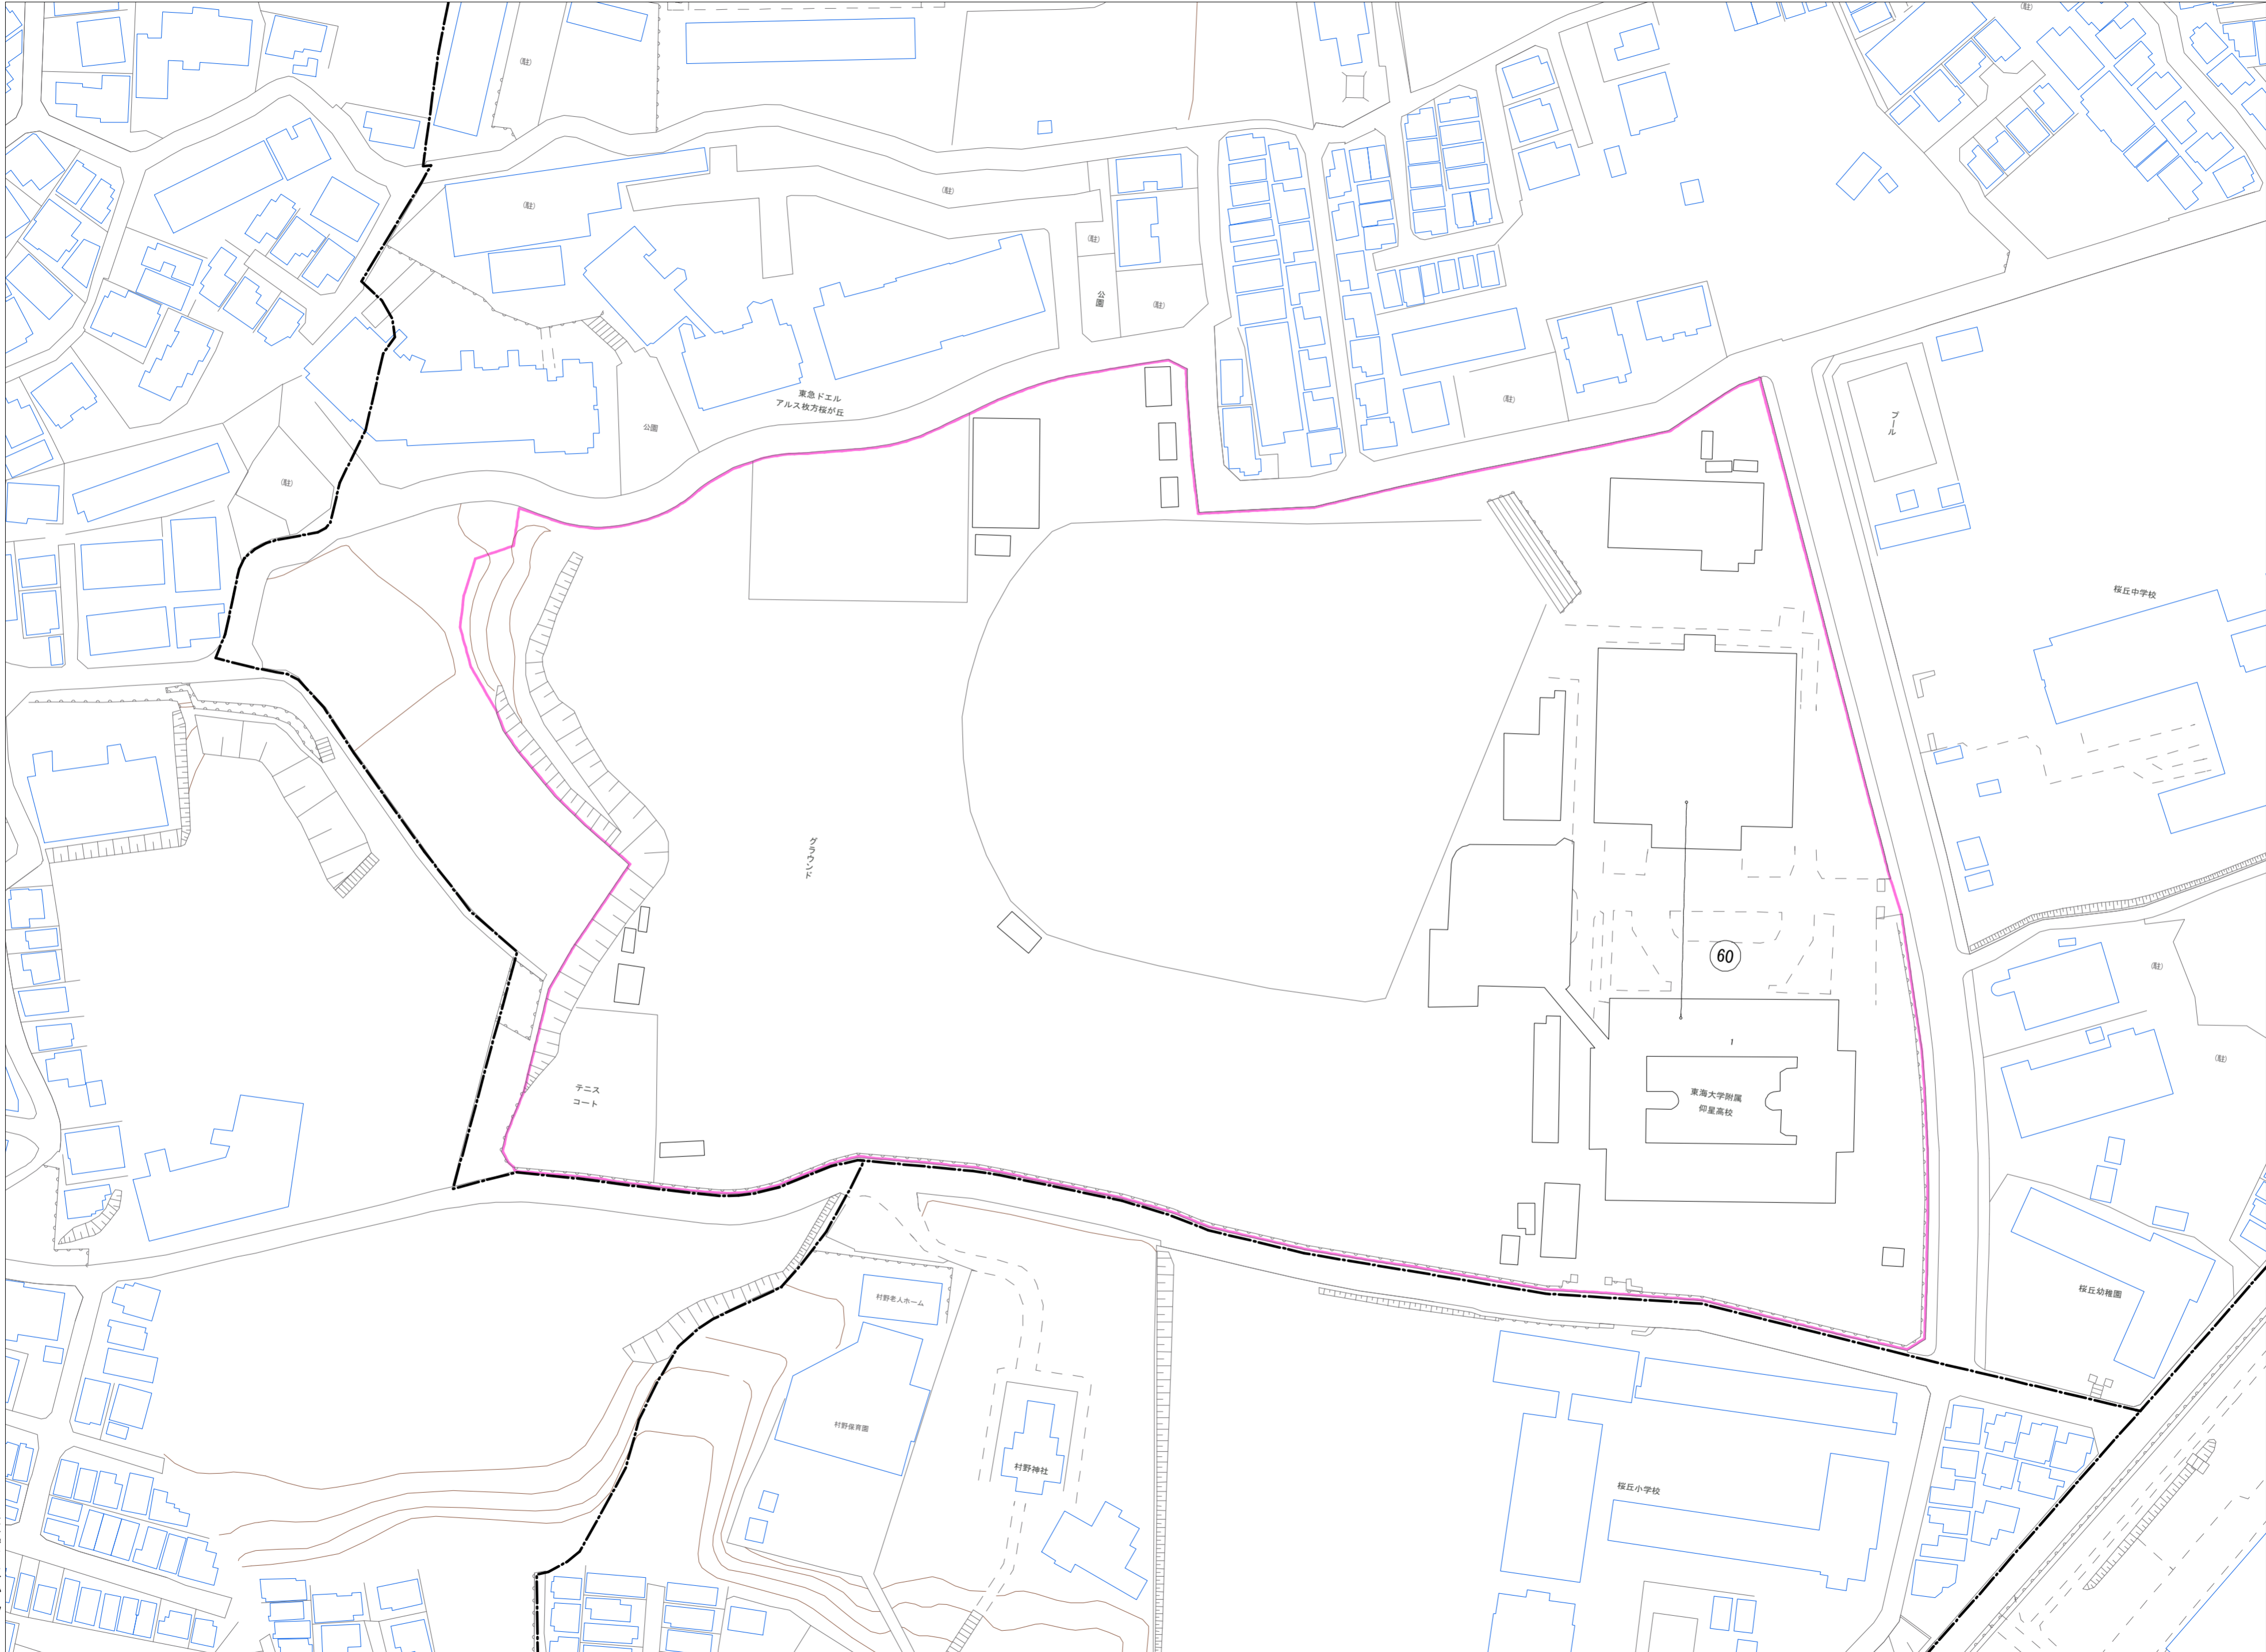 (駐)
(駐)
(駐)
(駐)
(駐)
公園
(駐)
東急ドエル
アルス枚方桜が丘
(駐)
プール
公園
(駐)
桜丘中学校
グラウンド
60
(駐)
1
(駐)
テニス
コート
東海大学附属
仰星高校
桜丘幼稚園
村野老人ホーム
村野保育園
村野神社
桜丘小学校